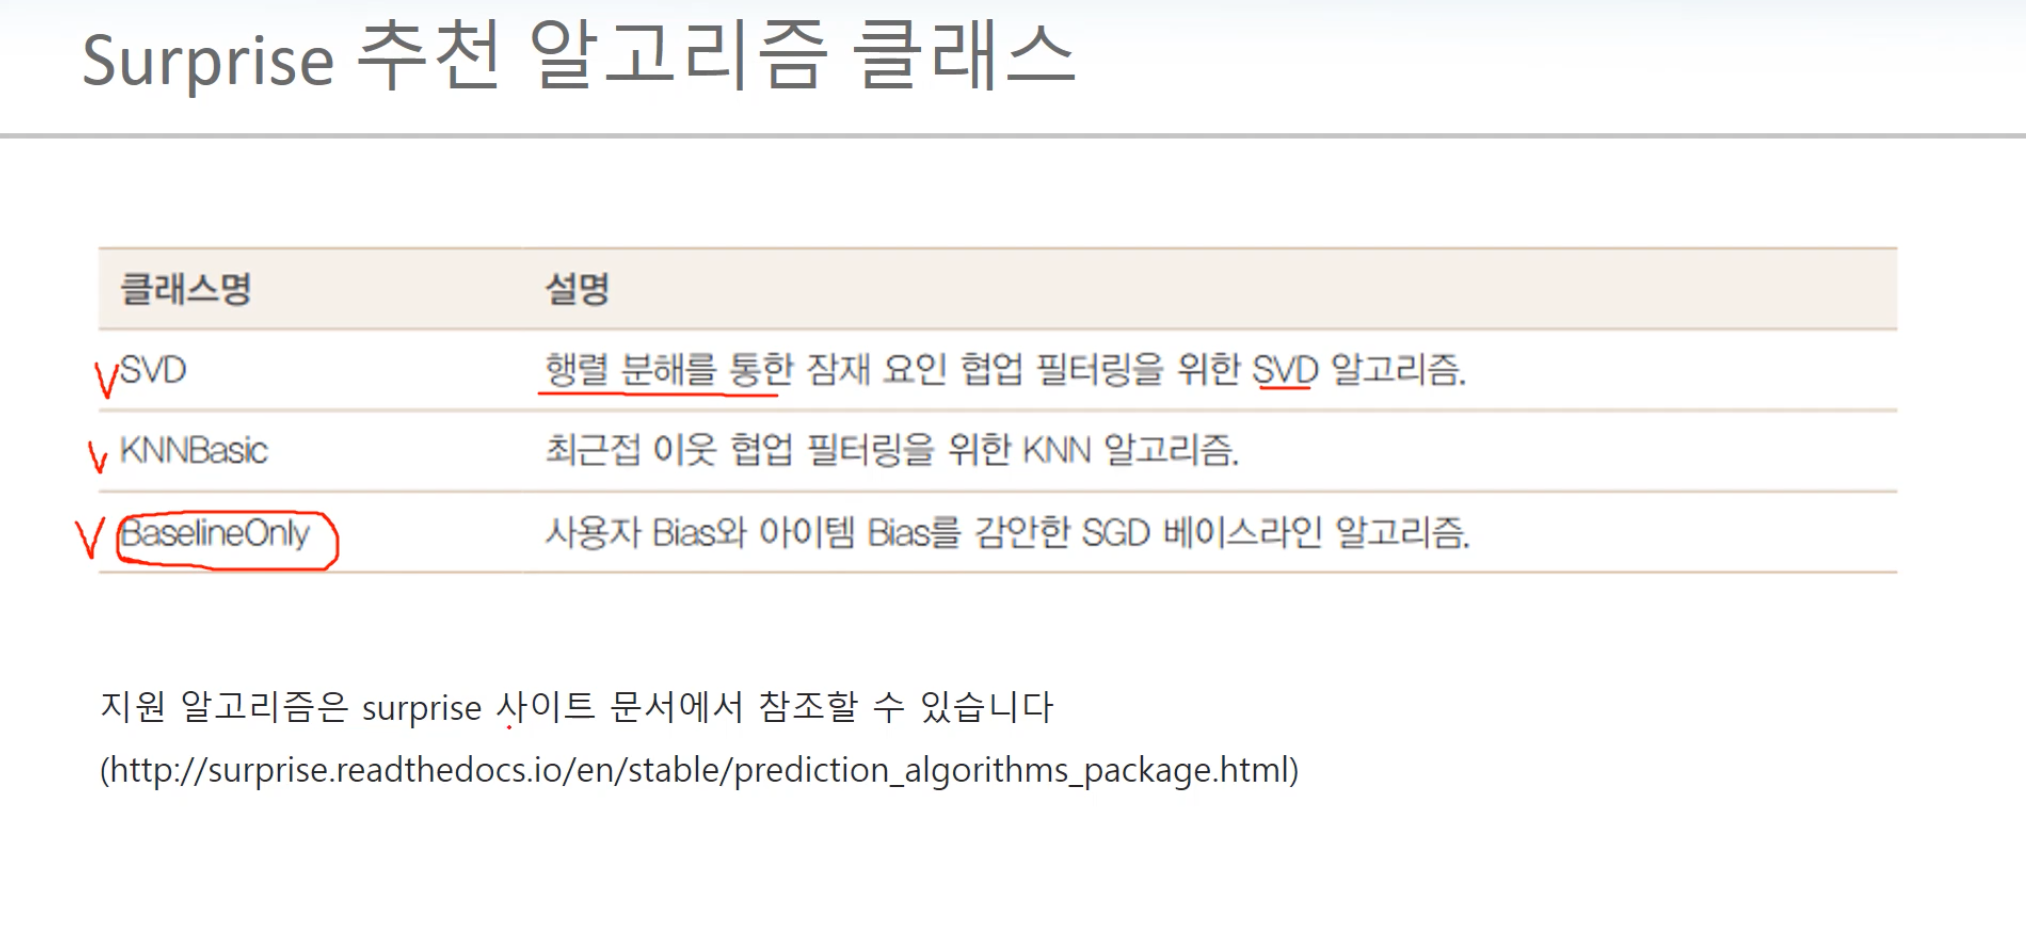 Surprise 추천 알고리즘 클래스
클래스명 설명
SVD 행렬 분해를 통한 잠재 요인 협업 필터링을 위한 SVD 알고리즘.
KNNBasic 최근접 이웃 협업 필터링을 위한 KNN 알고리즘.
BaselineOnly 사용자 Bias와 아이템 Bias를 감안한 SGD 베이스라인 알고리즘.
지원 알고리즘은 surprise 사이트 문서에서 참조할 수 있습니다
(http://surprise.readthedocs.io/en/stable/prediction_algorithms_package.html)